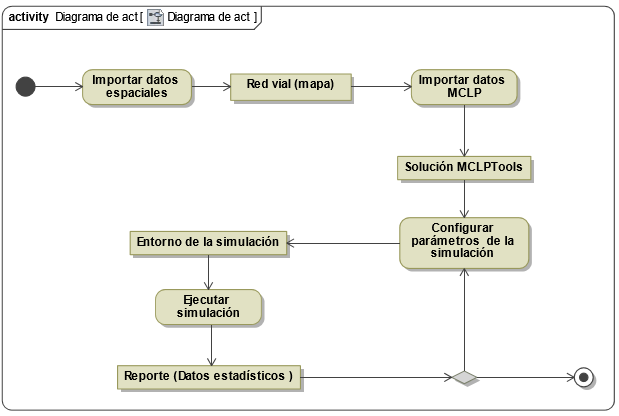 activity Diagrama de act [ Diagrama de act ]
Importar datos
espaciales
Red vial (mapa)
Importar datos
MCLP
Solución MCLPTools
Configurar
parámetros de la
simulación
Entorno de la simulación
Ejecutar
simulación
Reporte (Datos estadísticos )